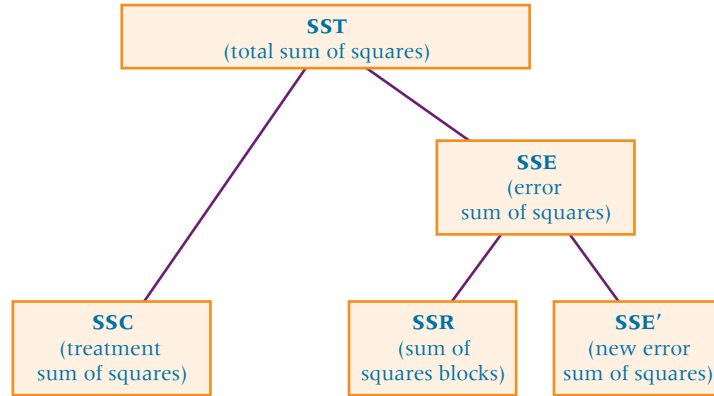 SST
(total sum of squares)
SSE
(error
sum of squares)
SSC
(treatment
sum of squares)
SSR
(sum of
squares blocks)
SSE′
(new error
sum of squares)